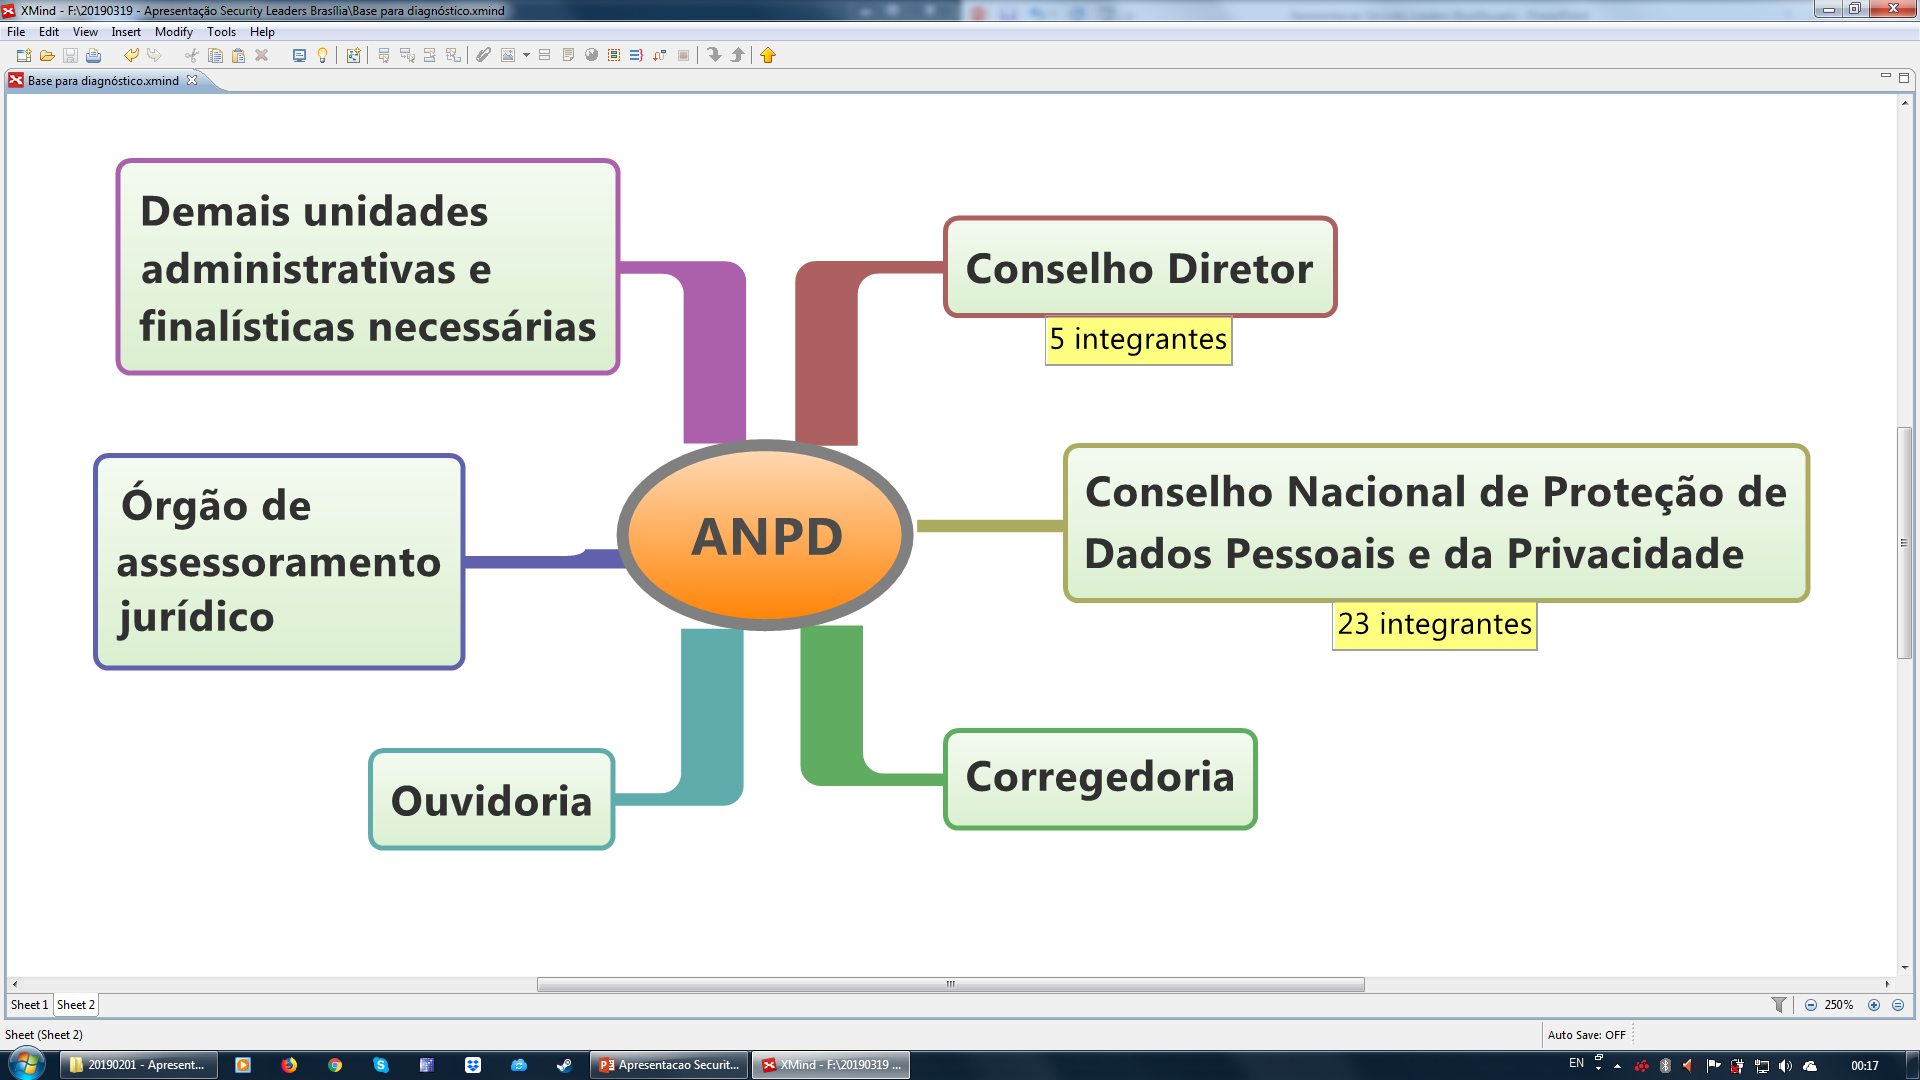 XMind - F:\20190319 - Apresentação Security Leaders Brasília\Base para diagnóstico.xmind
File Edit View Insert Modify Tools Help
Base para diagnóstico.xmind
Demais unidades
administrativas e
finalísticas necessárias
Conselho Diretor
5 integrantes
Órgão de
assessoramento
jurídico
ANPD
Conselho Nacional de Proteção de
Dados Pessoais e da Privacidade
23 integrantes
Ouvidoria
Corregedoria
Sheet 1 Sheet 2
250%
Sheet (Sheet 2)
Auto Save: OFF
20190201 - Apresent...
Apresentacao Securit...
XMind - F:\20190319 ...
EN
00:17